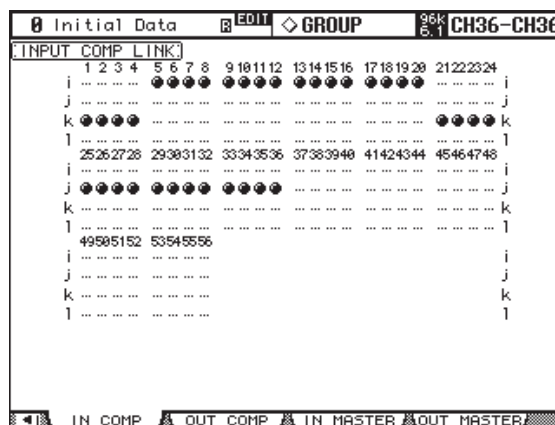 0 Initial Data EDIT ◇ GROUP 96k 6.1 CH36-CH36
INPUT COMP LINK
1 2 3 4 5 6 7 8 9 10 11 12 13 14 15 16 17 18 19 20 21 22 23 24
i i
j j
k k
l l
25 26 27 28 29 30 31 32 33 34 35 36 37 38 39 40 41 42 43 44 45 46 47 48
i i
j j
k k
l l
49 50 51 52 53 54 55 56
i i
j j
k k
l l
IN COMP OUT COMP IN MASTER OUT MASTER